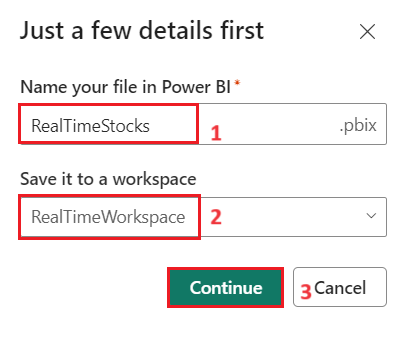 Just a few details first
Name your file in Power BI*
RealTimeStocks 1 .pbix
Save it to a workspace
RealTimeWorkspace 2
Continue 3 Cancel